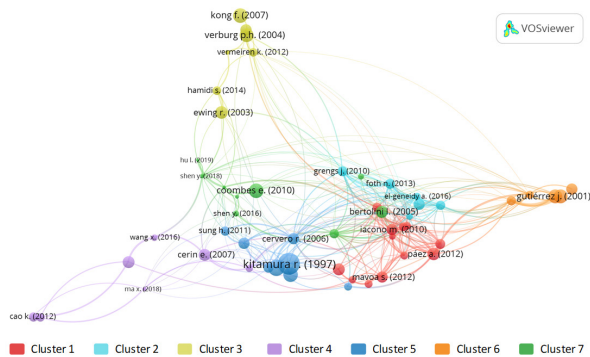 kong f. (2007)
VOSviewer
verburg p.h. (2004)
vermeiren k. (2012)
hamidi s. (2014)
ewing r. (2003)
hu l. (2019)
shen y. (2018)
grengs j. (2010)
foth n. (2013)
coombes e. (2010)
el-geneidy a. (2016)
gutiérrez j. (2001)
shen y. (2016)
bertolini l. (2005)
sung h. (2011)
iacono m. (2010)
wang x. (2016)
cervero r. (2006)
cerin e. (2007)
páez a. (2012)
kitamura r. (1997)
mavoa s. (2012)
ma x. (2018)
cao k. (2012)
Cluster 1
Cluster 2
Cluster 3
Cluster 4
Cluster 5
Cluster 6
Cluster 7